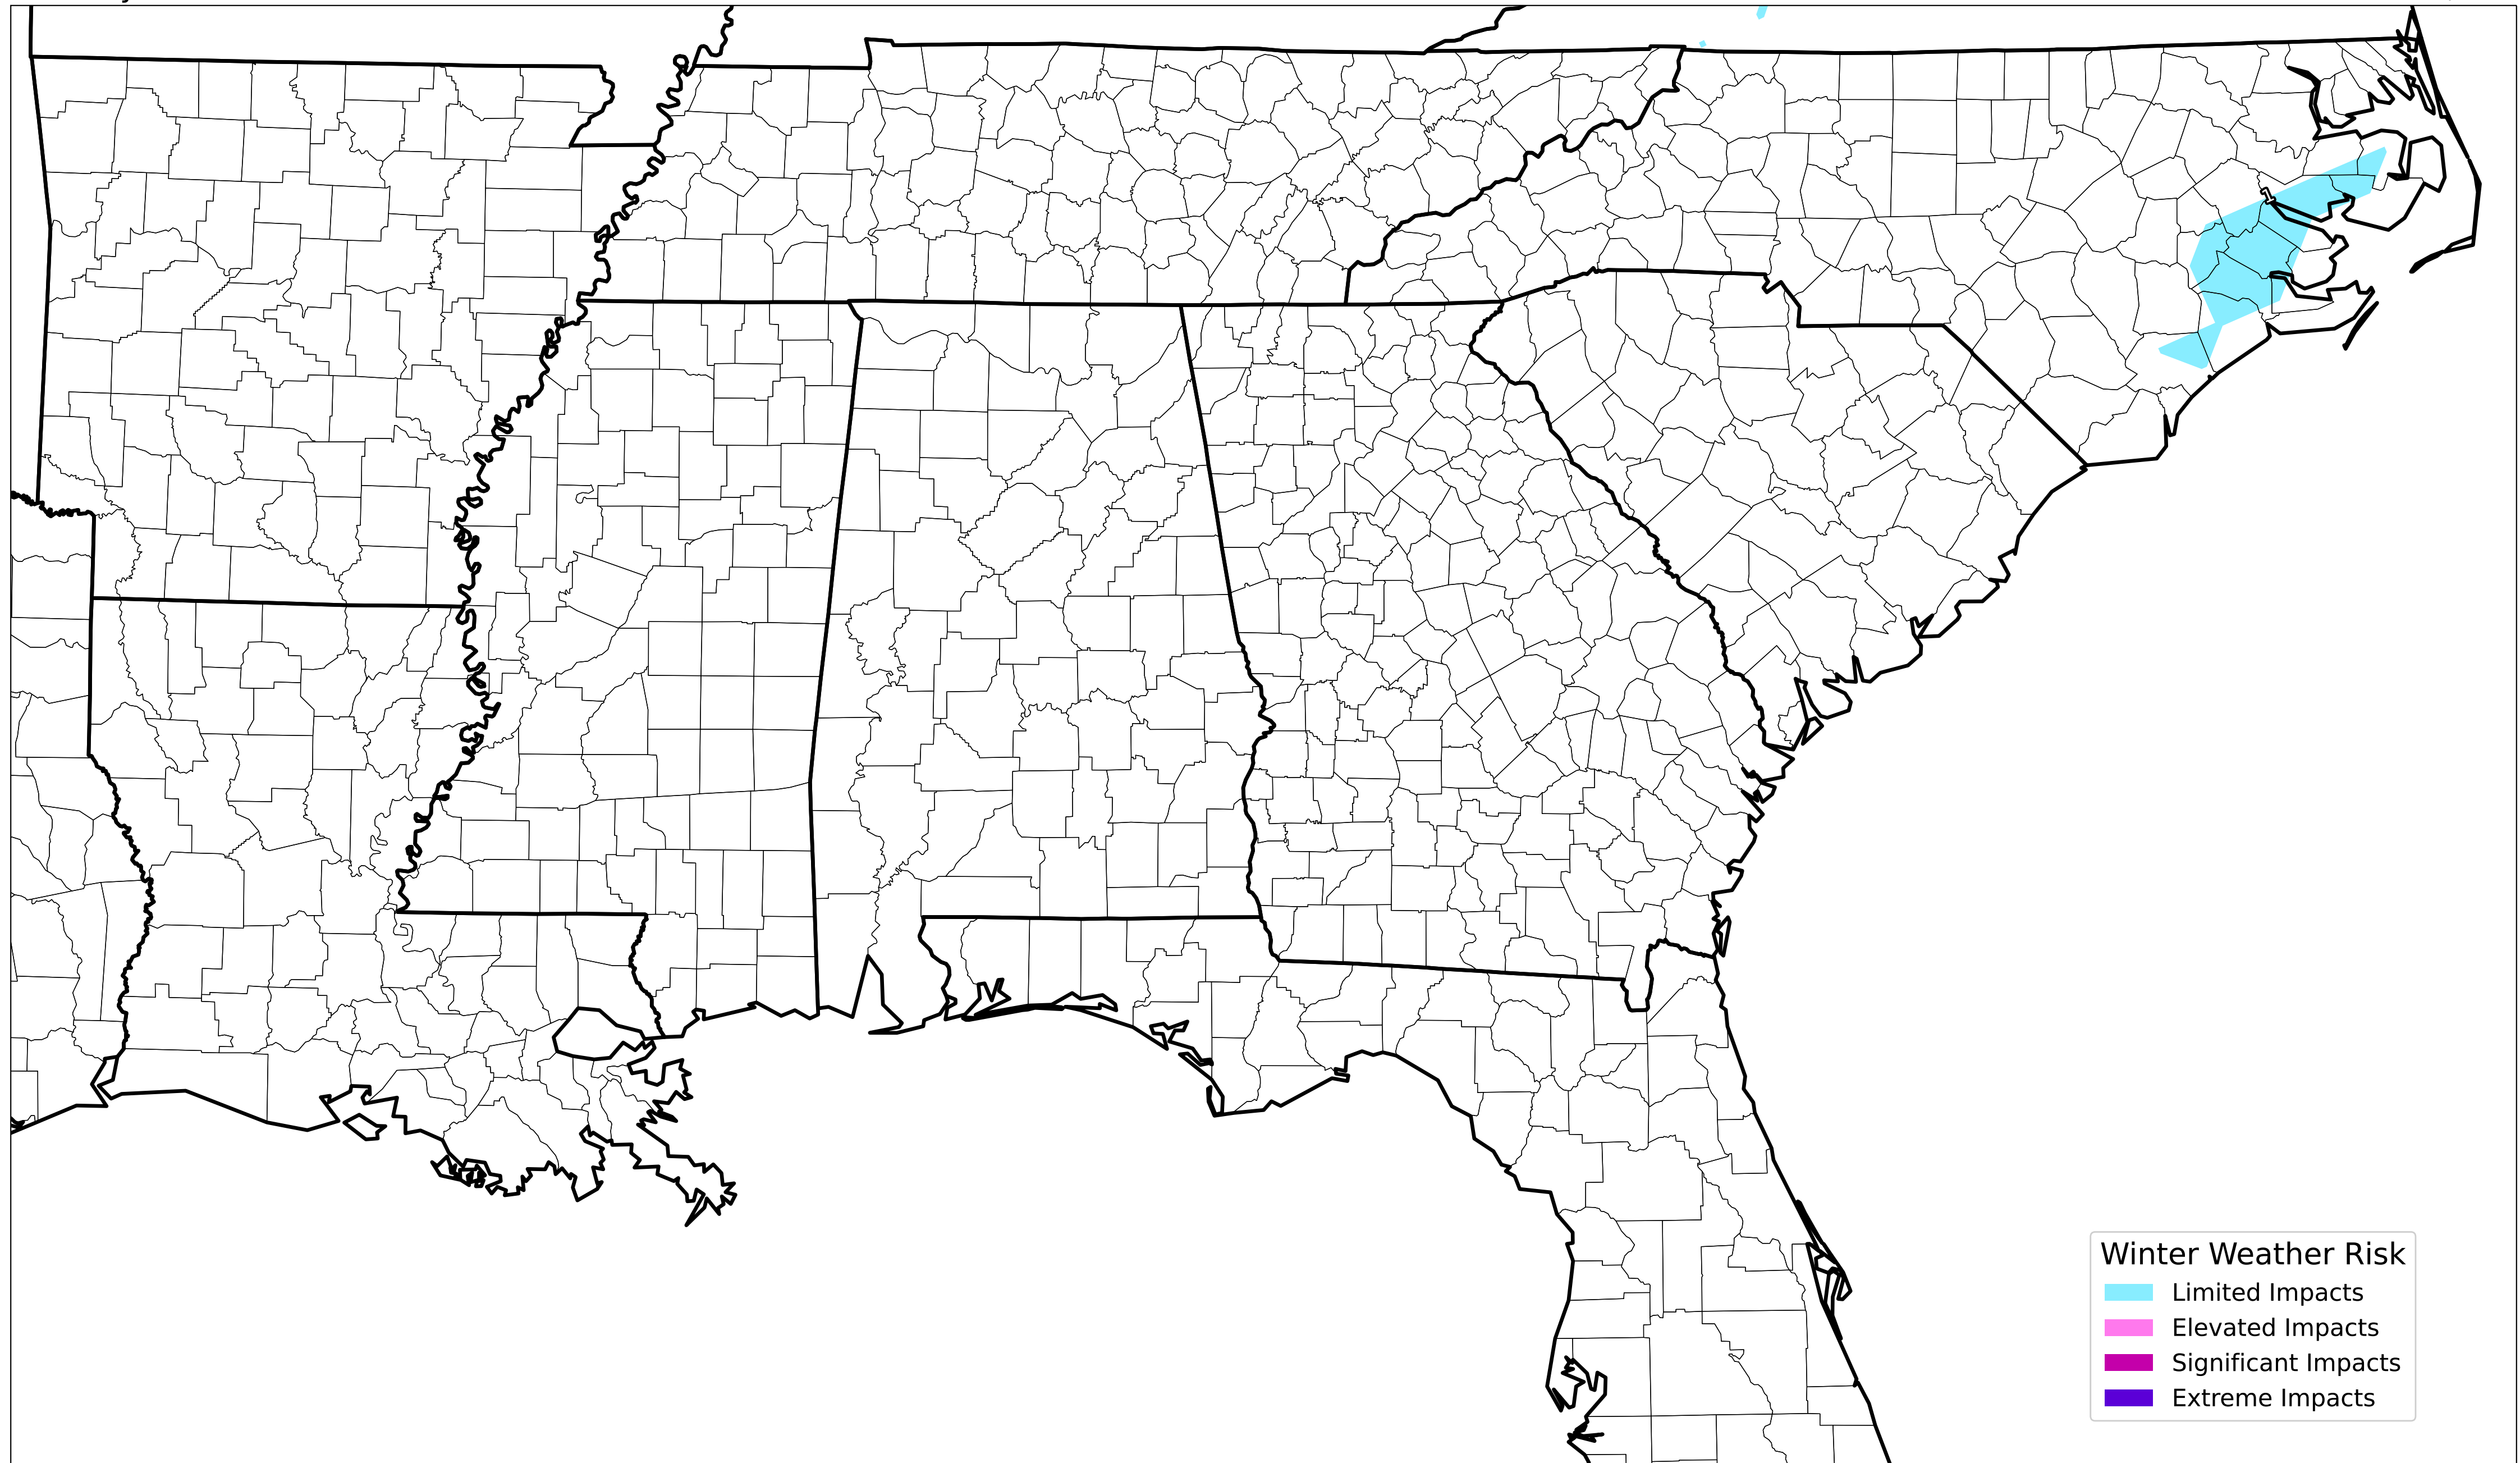 Winter Weather Risk
Limited Impacts
Elevated Impacts
Significant Impacts
Extreme Impacts